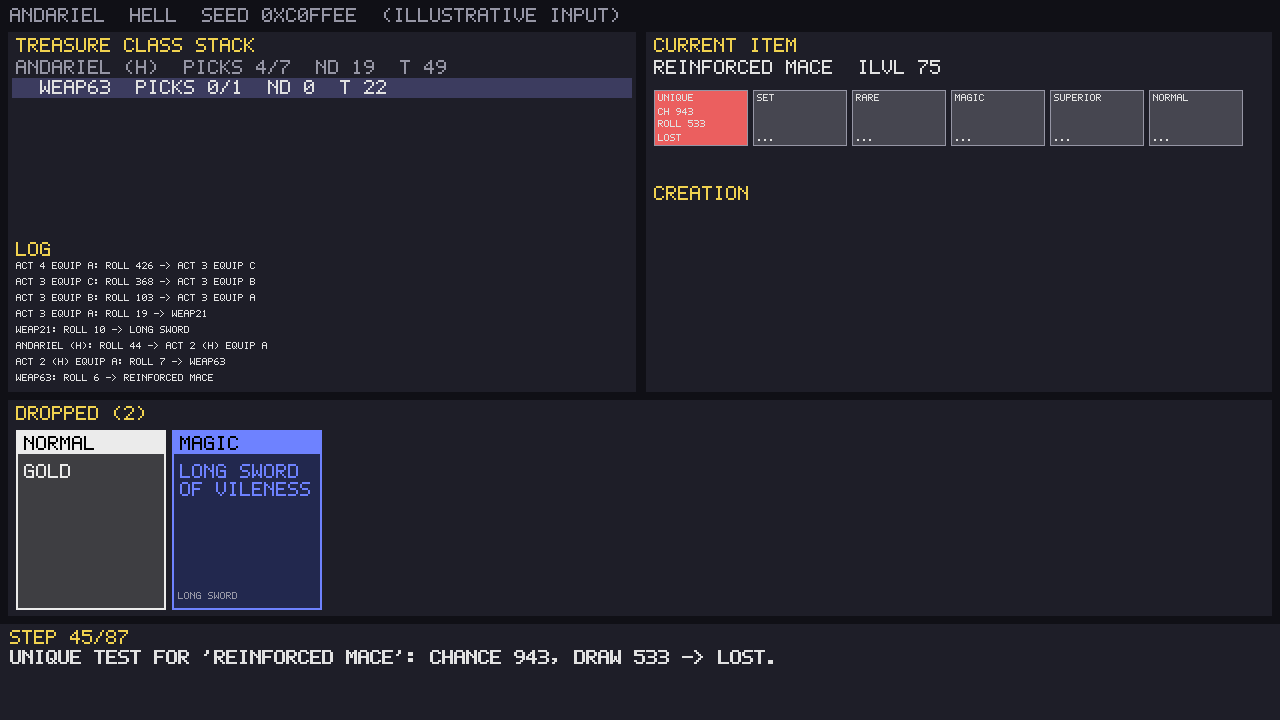 ANDARIEL  HELL  SEED 0XC0FFEE  (ILLUSTRATIVE INPUT)
TREASURE CLASS STACK
ANDARIEL (H)  PICKS 4/7  ND 19  T 49
WEAP63  PICKS 0/1  ND 0  T 22
LOG
ACT 4 EQUIP A: ROLL 426 -> ACT 3 EQUIP C
ACT 3 EQUIP C: ROLL 368 -> ACT 3 EQUIP B
ACT 3 EQUIP B: ROLL 103 -> ACT 3 EQUIP A
ACT 3 EQUIP A: ROLL 19 -> WEAP21
WEAP21: ROLL 10 -> LONG SWORD
ANDARIEL (H): ROLL 44 -> ACT 2 (H) EQUIP A
ACT 2 (H) EQUIP A: ROLL 7 -> WEAP63
WEAP63: ROLL 6 -> REINFORCED MACE
CURRENT ITEM
REINFORCED MACE  ILVL 75
UNIQUE
CH 943
ROLL 533
LOST
SET
...
RARE
...
MAGIC
...
SUPERIOR
...
NORMAL
...
CREATION
DROPPED (2)
NORMAL
GOLD
MAGIC
LONG SWORD
OF VILENESS
LONG SWORD
STEP 45/87
UNIQUE TEST FOR 'REINFORCED MACE': CHANCE 943, DRAW 533 -> LOST.